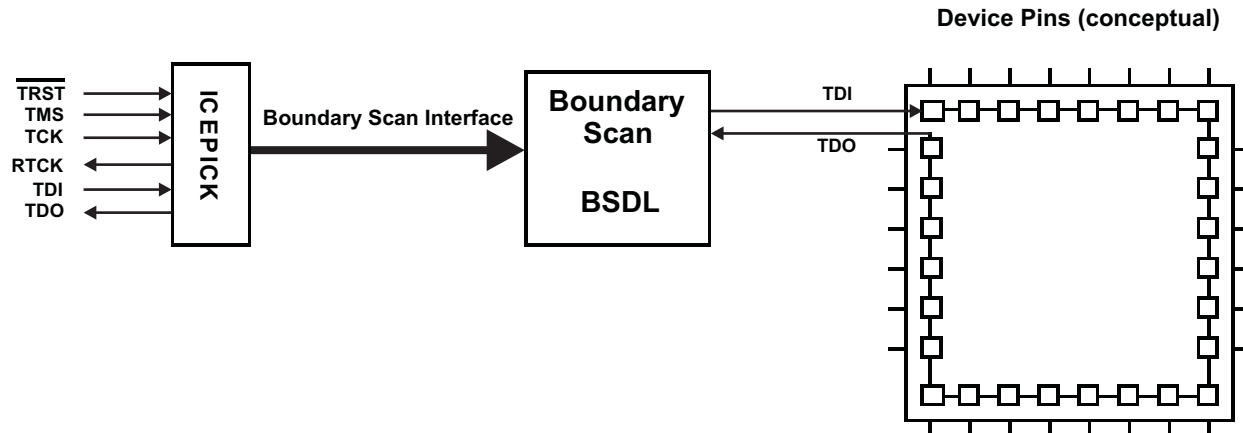 Device Pins (conceptual)
TRST
TMS
TCK
RTCK
TDI
TDO
ICEPICK
Boundary Scan Interface
Boundary
Scan
BSDL
TDI
TDO